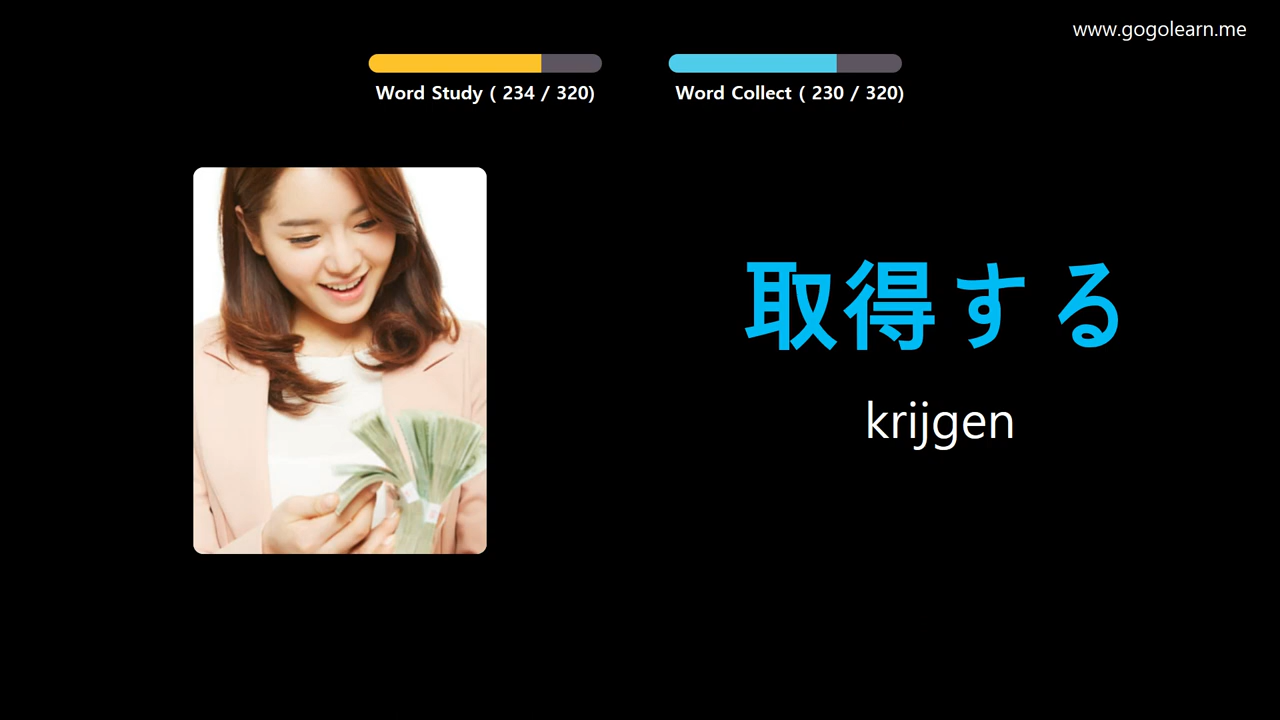 www.gogolearn.me
Word Study ( 234 / 320)
Word Collect ( 230 / 320)
取得する
krijgen